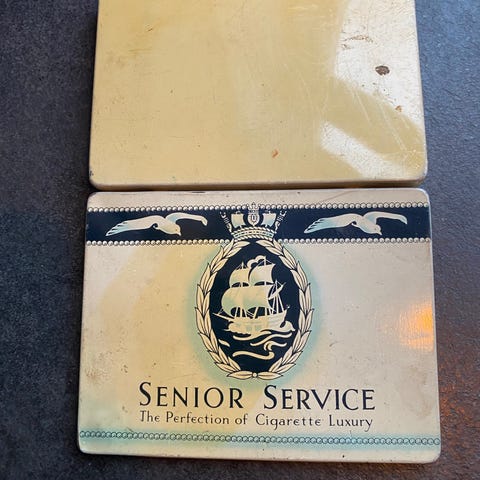 SENIOR SERVICE
The Perfection of Cigarette Luxury